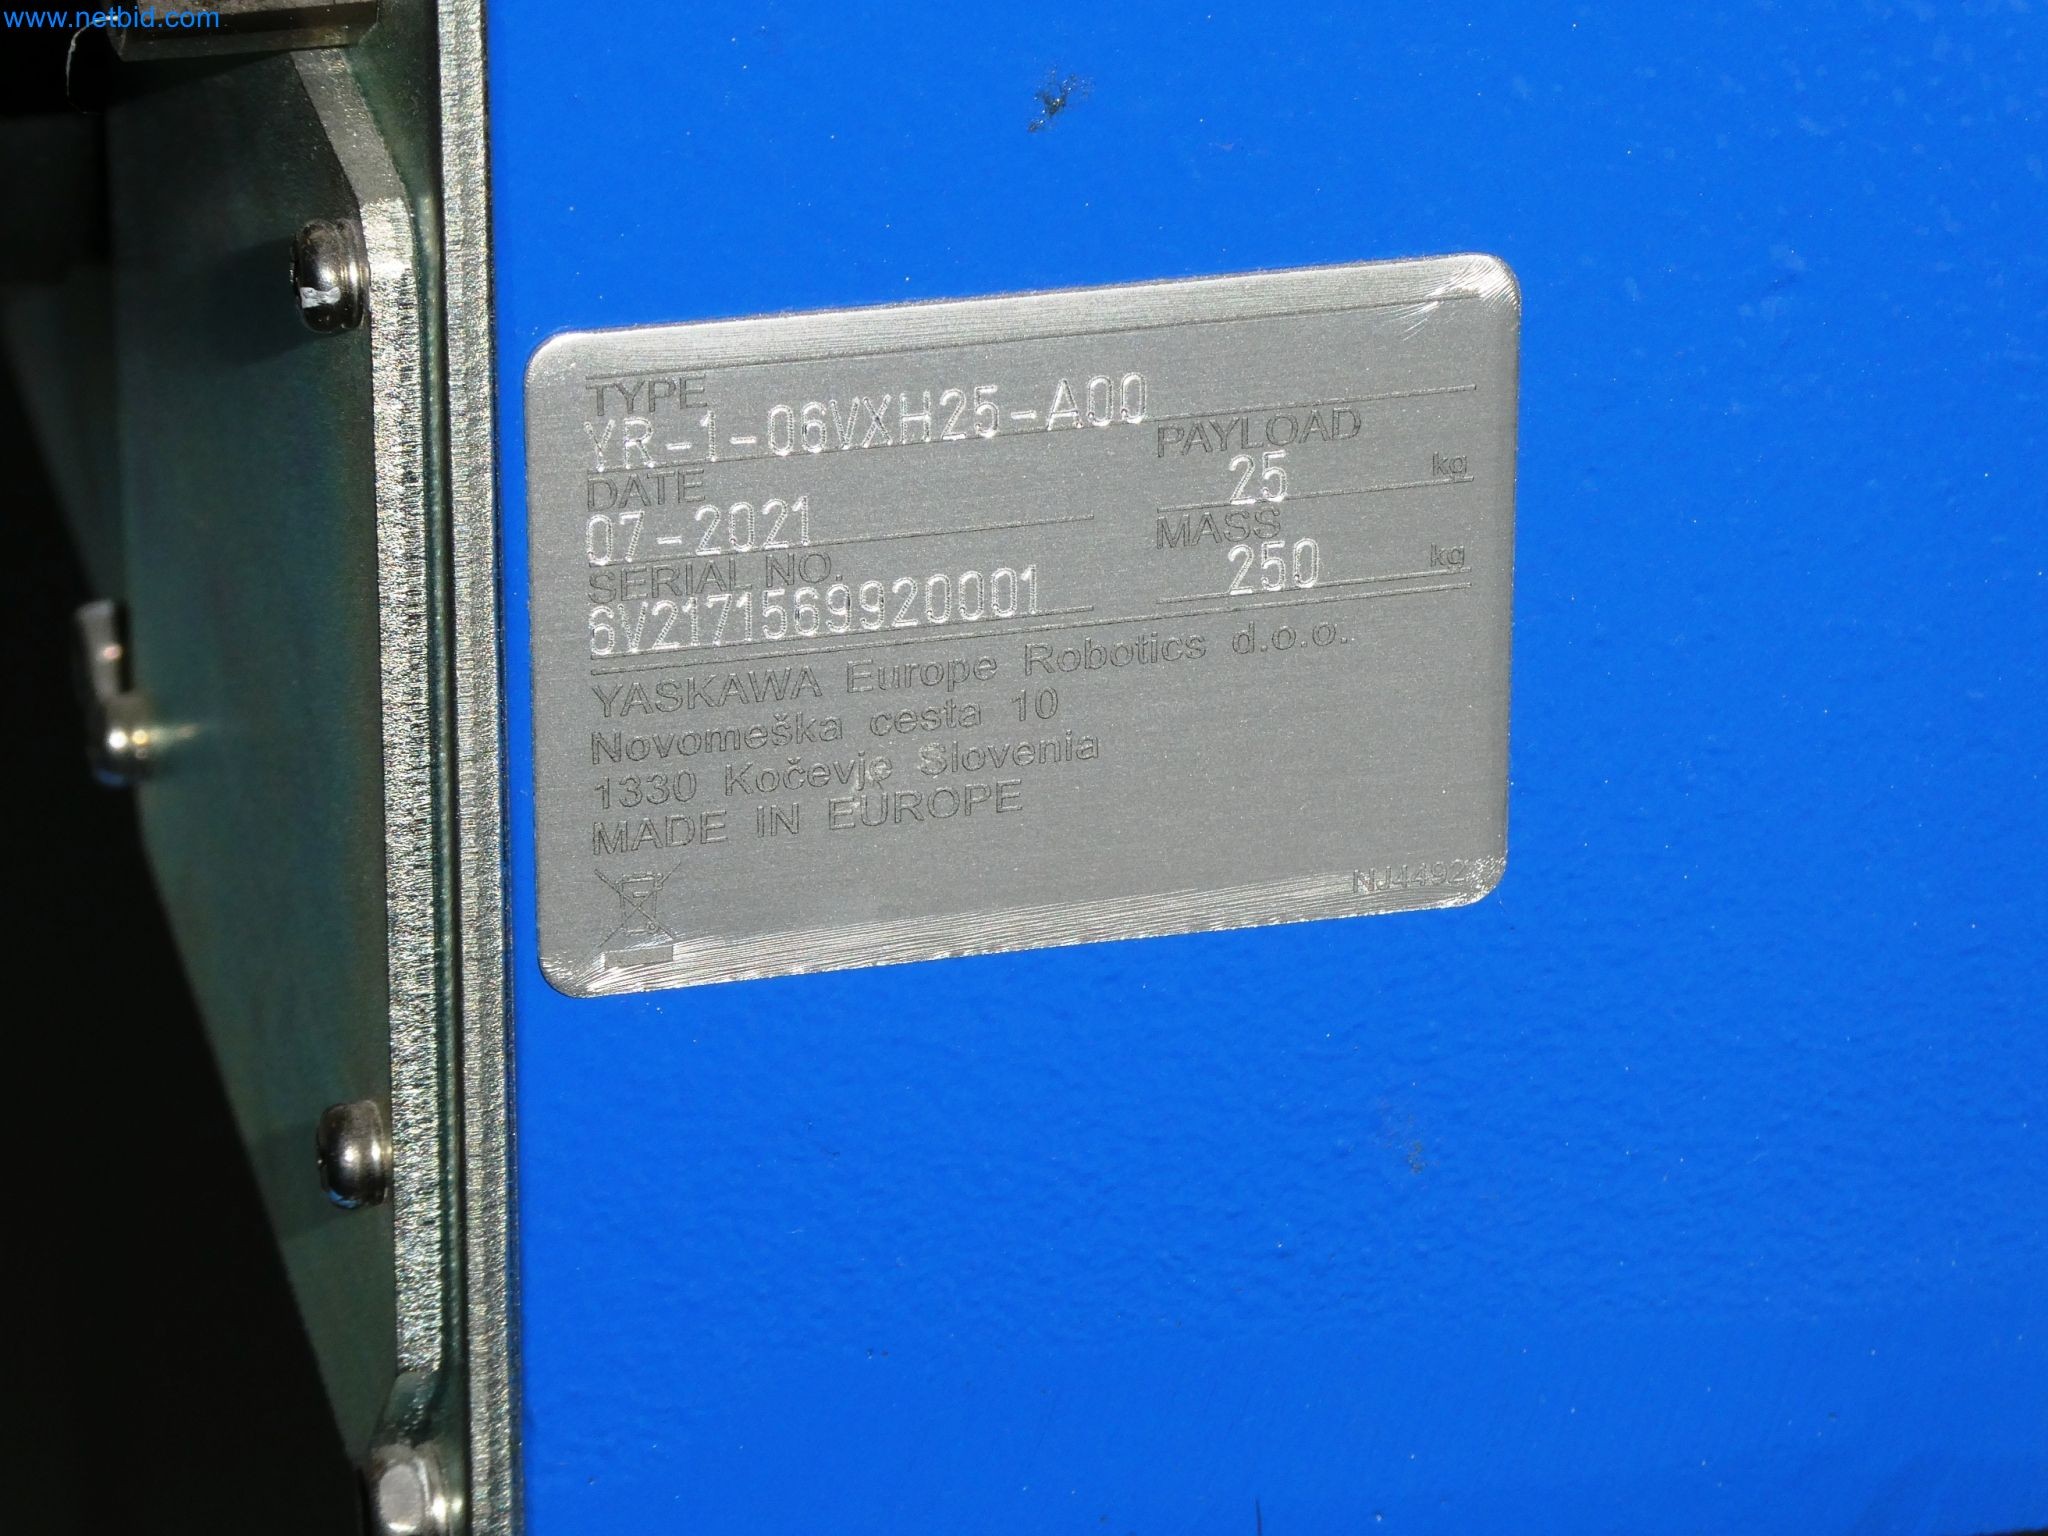 www.netbid.com
TYPE
YR-1-06VXH25-A00
PAYLOAD
25 kg
DATE
07-2021
MASS
250 kg
SERIAL NO.
6V2171569920001
YASKAWA Europe Robotics d.o.o..
Novomeška cesta 10
1330 Kočevje Slovenia
MADE IN EUROPE
NJ4492